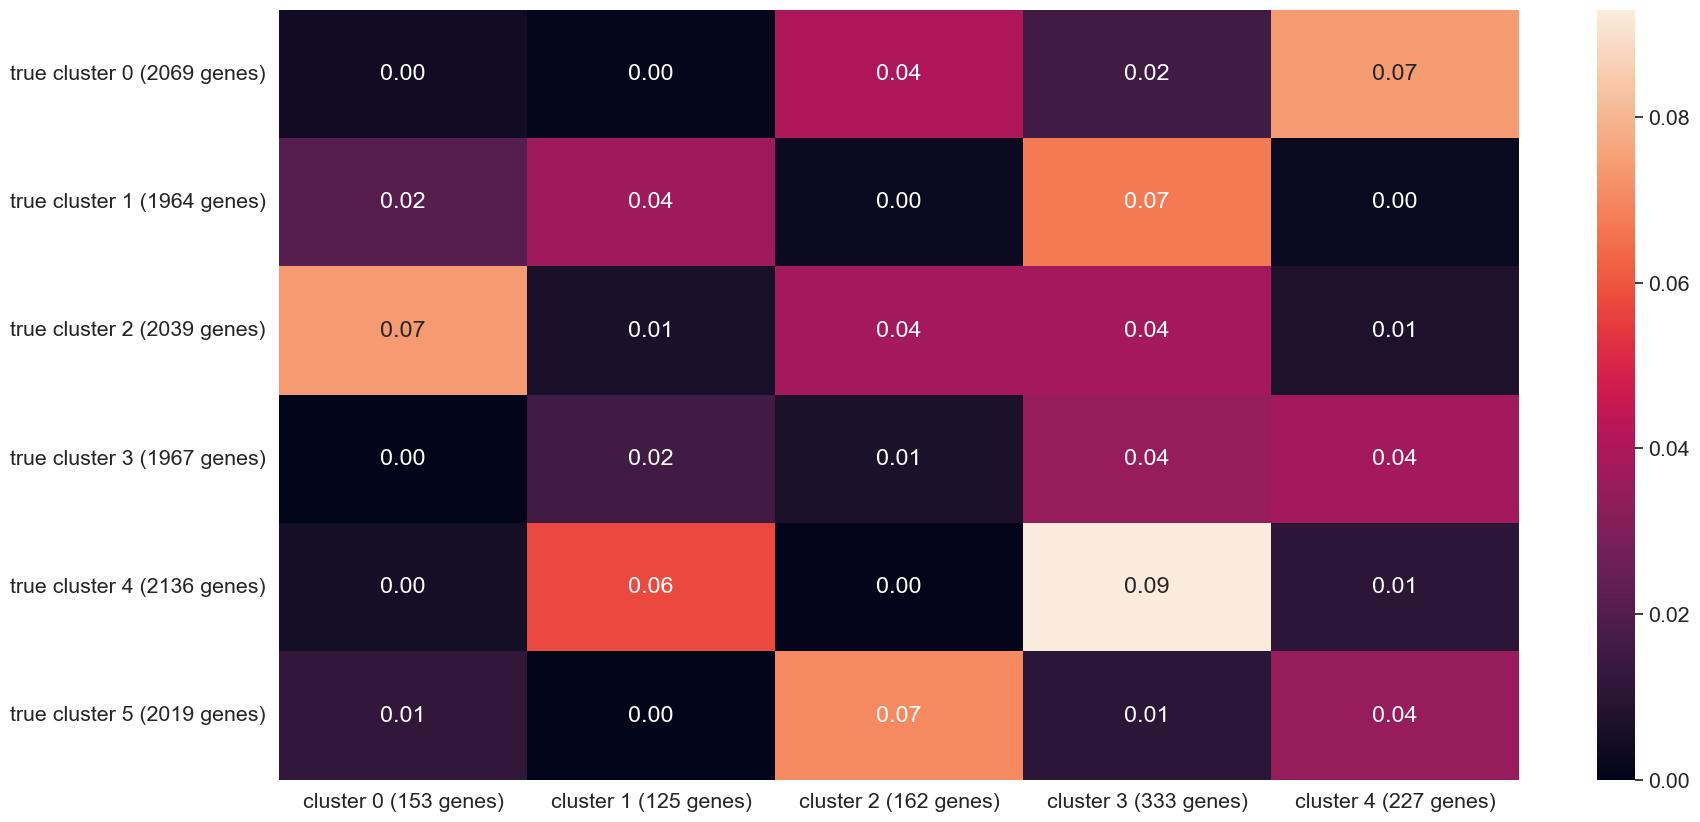 true cluster 0 (2069 genes) 0.00 0.00 0.04 0.02 0.07
0.08
true cluster 1 (1964 genes) 0.02 0.04 0.00 0.07 0.00
0.06
true cluster 2 (2039 genes) 0.07 0.01 0.04 0.04 0.01
true cluster 3 (1967 genes) 0.00 0.02 0.01 0.04 0.04
0.04
true cluster 4 (2136 genes) 0.00 0.06 0.00 0.09 0.01
0.02
true cluster 5 (2019 genes) 0.01 0.00 0.07 0.01 0.04
0.00
cluster 0 (153 genes) cluster 1 (125 genes) cluster 2 (162 genes) cluster 3 (333 genes) cluster 4 (227 genes)